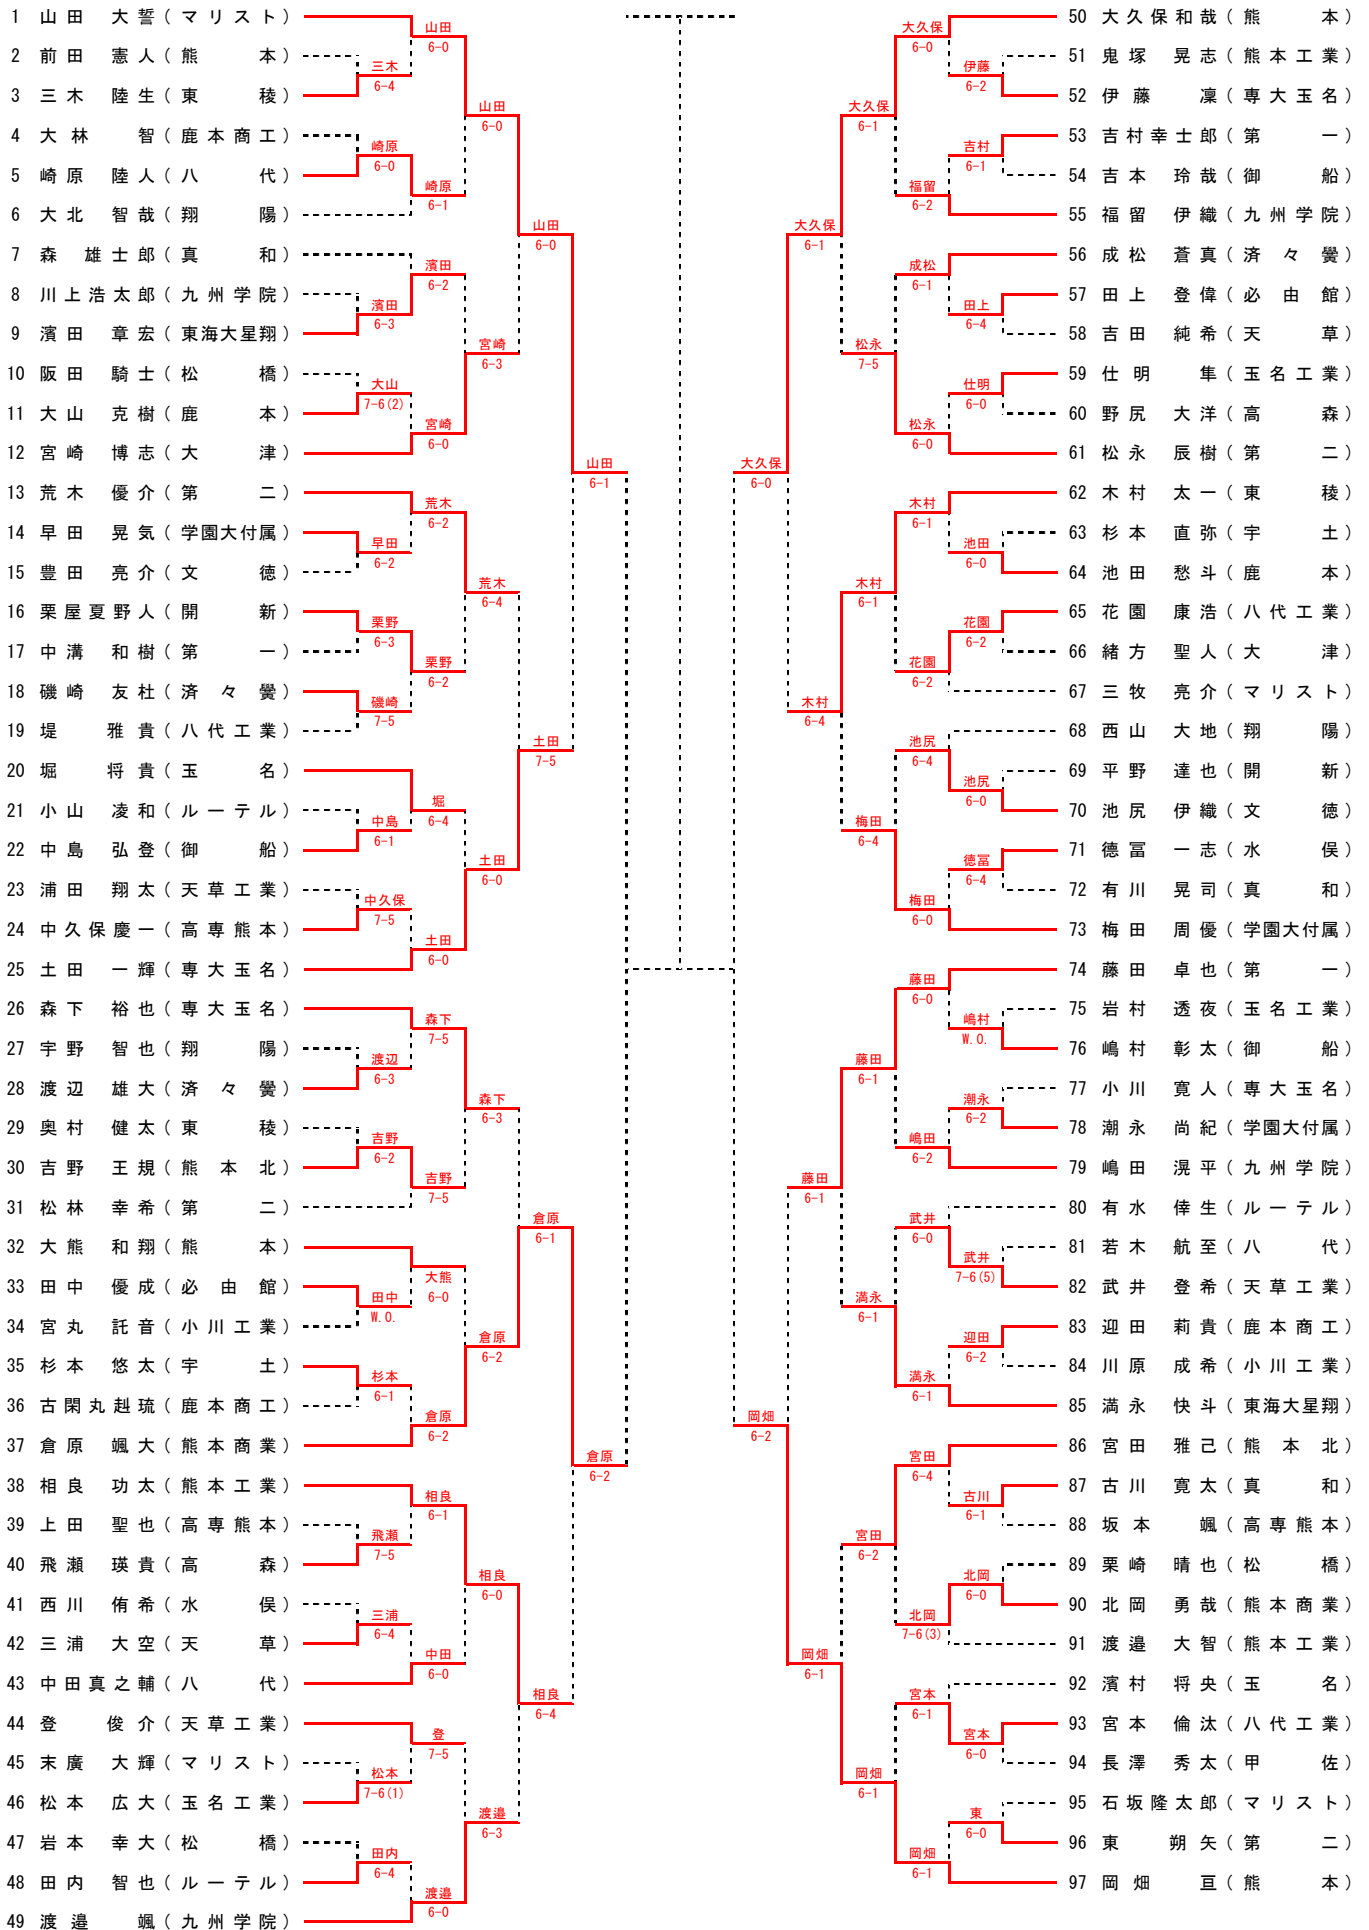 1 山田 大誓 (マリスト)
2 前田 憲人 (熊本)
3 三木 陸生 (東稜)
4 大林 智 (鹿本商工)
5 崎原 陸人 (八代)
6 大北 智哉 (翔陽)
7 森 雄士郎 (真和)
8 川上浩太郎 (九州学院)
9 濱田 章宏 (東海大星翔)
10 阪田 騎士 (松橋)
11 大山 克樹 (鹿本)
12 宮崎 博志 (大津)
13 荒木 優介 (第二)
14 早田 晃気 (学園大付属)
15 豊田 亮介 (文徳)
16 栗屋夏野人 (開新)
17 中溝 和樹 (第一)
18 磯崎 友杜 (済々黌)
19 堤 雅貴 (八代工業)
20 堀 将貴 (玉名)
21 小山 凌和 (ルーテル)
22 中島 弘登 (御船)
23 浦田 翔太 (天草工業)
24 中久保慶一 (高専熊本)
25 土田 一輝 (専大玉名)
26 森下 裕也 (専大玉名)
27 宇野 智也 (翔陽)
28 渡辺 雄大 (済々黌)
29 奥村 健太 (東稜)
30 吉野 王規 (熊本北)
31 松林 幸希 (第二)
32 大熊 和翔 (熊本)
33 田中 優成 (必由館)
34 宮丸 託音 (小川工業)
35 杉本 悠太 (宇土)
36 古閑丸赳琉 (鹿本商工)
37 倉原 颯大 (熊本商業)
38 相良 功太 (熊本工業)
39 上田 聖也 (高専熊本)
40 飛瀬 瑛貴 (高森)
41 西川 侑希 (水俣)
42 三浦 大空 (天草)
43 中田真之輔 (八代)
44 登 俊介 (天草工業)
45 末廣 大輝 (マリスト)
46 松本 広大 (玉名工業)
47 岩本 幸大 (松橋)
48 田内 智也 (ルーテル)
49 渡邉 颯 (九州学院)
三木
6-4
崎原
6-0
濱田
6-3
大山
7-6(2)
早田
6-2
栗野
6-3
磯崎
7-5
中島
6-1
中久保
7-5
渡辺
6-3
吉野
6-2
田中
W.O.
杉本
6-1
飛瀬
7-5
三浦
6-4
松本
7-6(1)
田内
6-4
山田
6-0
崎原
6-1
濱田
6-2
宮崎
6-0
荒木
6-2
栗野
6-2
堀
6-4
土田
6-0
森下
7-5
吉野
7-5
大熊
6-0
倉原
6-2
相良
6-1
中田
6-0
登
7-5
渡邉
6-0
山田
6-0
宮崎
6-3
荒木
6-4
土田
6-0
森下
6-3
倉原
6-2
相良
6-0
渡邉
6-3
山田
6-0
土田
7-5
倉原
6-1
相良
6-4
山田
6-1
倉原
6-2
大久保
6-0
岡畑
6-2
大久保
6-1
木村
6-4
藤田
6-1
岡畑
6-1
大久保
6-1
松永
7-5
木村
6-1
梅田
6-4
藤田
6-1
満永
6-1
宮田
6-2
岡畑
6-1
大久保
6-0
福留
6-2
成松
6-1
松永
6-0
木村
6-1
花園
6-2
池尻
6-4
梅田
6-0
藤田
6-0
嶋田
6-2
武井
6-0
満永
6-1
宮田
6-4
北岡
7-6(3)
宮本
6-1
岡畑
6-1
伊藤
6-2
吉村
6-1
田上
6-4
仕明
6-0
池田
6-0
花園
6-2
池尻
6-0
徳冨
6-4
嶋村
W.O.
潮永
6-2
武井
7-6(5)
迎田
6-2
古川
6-1
北岡
6-0
宮本
6-0
東
6-0
50 大久保和哉 (熊本)
51 鬼塚 晃志 (熊本工業)
52 伊藤 凜 (専大玉名)
53 吉村幸士郎 (第一)
54 吉本 玲哉 (御船)
55 福留 伊織 (九州学院)
56 成松 蒼真 (済々黌)
57 田上 登偉 (必由館)
58 吉田 純希 (天草)
59 仕明 隼 (玉名工業)
60 野尻 大洋 (高森)
61 松永 辰樹 (第二)
62 木村 太一 (東稜)
63 杉本 直弥 (宇土)
64 池田 愁斗 (鹿本)
65 花園 康浩 (八代工業)
66 緒方 聖人 (大津)
67 三牧 亮介 (マリスト)
68 西山 大地 (翔陽)
69 平野 達也 (開新)
70 池尻 伊織 (文徳)
71 德冨 一志 (水俣)
72 有川 晃司 (真和)
73 梅田 周優 (学園大付属)
74 藤田 卓也 (第一)
75 岩村 透夜 (玉名工業)
76 嶋村 彰太 (御船)
77 小川 寛人 (専大玉名)
78 潮永 尚紀 (学園大付属)
79 嶋田 滉平 (九州学院)
80 有水 倖生 (ルーテル)
81 若木 航至 (八代)
82 武井 登希 (天草工業)
83 迎田 莉貴 (鹿本商工)
84 川原 成希 (小川工業)
85 満永 快斗 (東海大星翔)
86 宮田 雅己 (熊本北)
87 古川 寛太 (真和)
88 坂本 颯 (高専熊本)
89 栗崎 晴也 (松橋)
90 北岡 勇哉 (熊本商業)
91 渡邉 大智 (熊本工業)
92 濱村 将央 (玉名)
93 宮本 倫汰 (八代工業)
94 長澤 秀太 (甲佐)
95 石坂隆太郎 (マリスト)
96 東 朔矢 (第二)
97 岡畑 亘 (熊本)